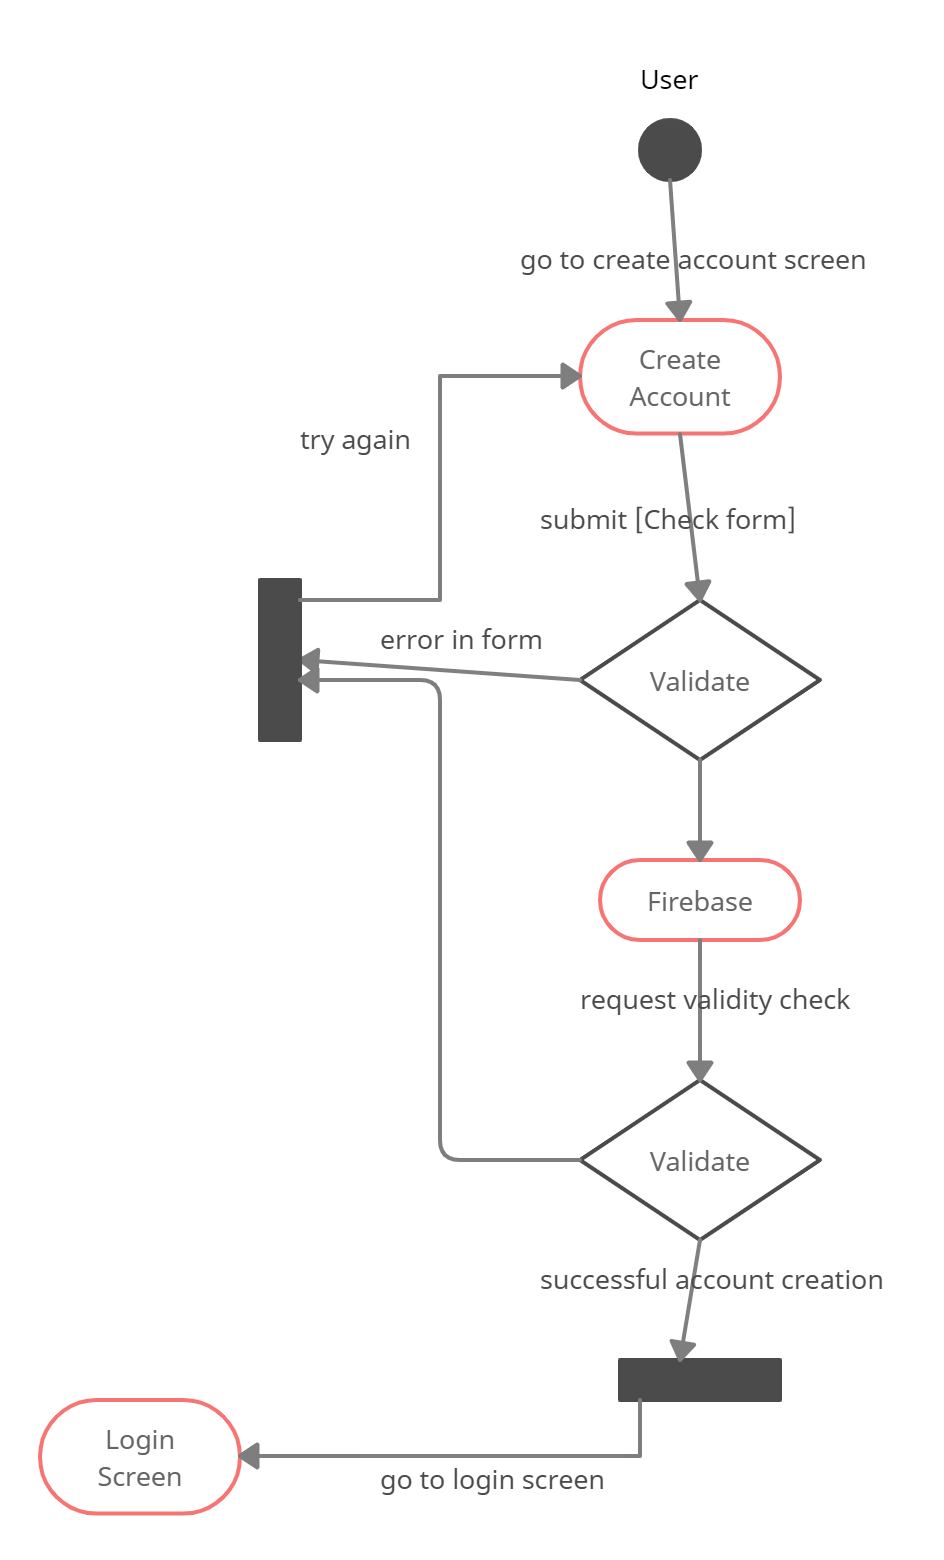 User
go to create account screen
Create
Account
try again
submit [Check form]
error in form
Validate
Firebase
request validity check
Validate
successful account creation
Login
Screen
go to login screen